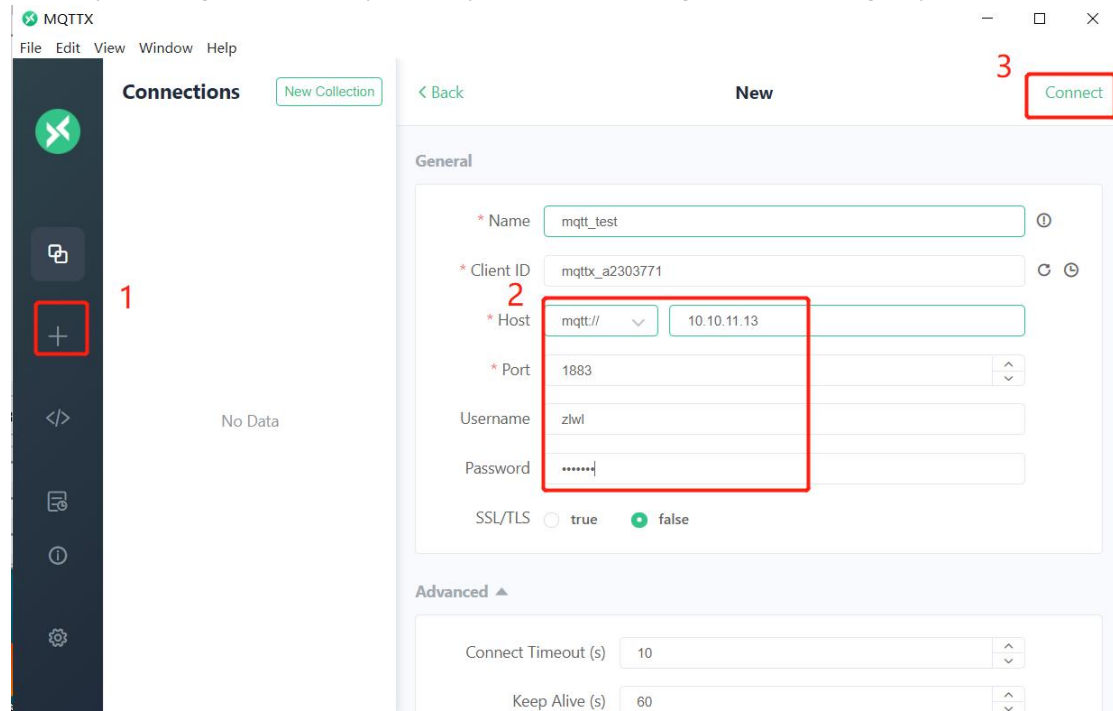 MQTTX
File Edit View Window Help
3
Connections
New Collection
< Back
New
Connect
General
* Name
mqtt_test
* Client ID
mqttx_a2303771
1
2
* Host
mqtt://
10.10.11.13
* Port
1883
</>
No Data
Username
zlwl
Password
•••••••
SSL/TLS
true
false
Advanced
Connect Timeout (s)
10
Keep Alive (s)
60